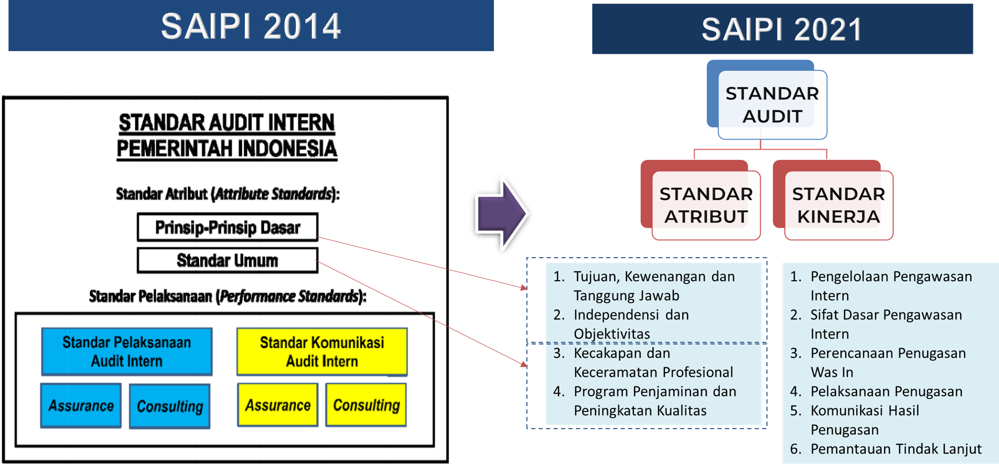 SAIPI 2014
STANDAR AUDIT INTERN
PEMERINTAH INDONESIA
Standar Atribut (Attribute Standards):
Prinsip-Prinsip Dasar
Standar Umum
Standar Pelaksanaan (Performance Standards):
Standar Pelaksanaan
Audit Intern
Standar Komunikasi
Audit Intern
Assurance
Consulting
Assurance
Consulting
SAIPI 2021
STANDAR
AUDIT
STANDAR
ATRIBUT
STANDAR
KINERJA
1. Tujuan, Kewenangan dan
Tanggung Jawab
2. Independensi dan
Objektivitas
3. Kecakapan dan
Keceramatan Profesional
4. Program Penjaminan dan
Peningkatan Kualitas
1. Pengelolaan Pengawasan
Intern
2. Sifat Dasar Pengawasan
Intern
3. Perencanaan Penugasan
Was In
4. Pelaksanaan Penugasan
5. Komunikasi Hasil
Penugasan
6. Pemantauan Tindak Lanjut